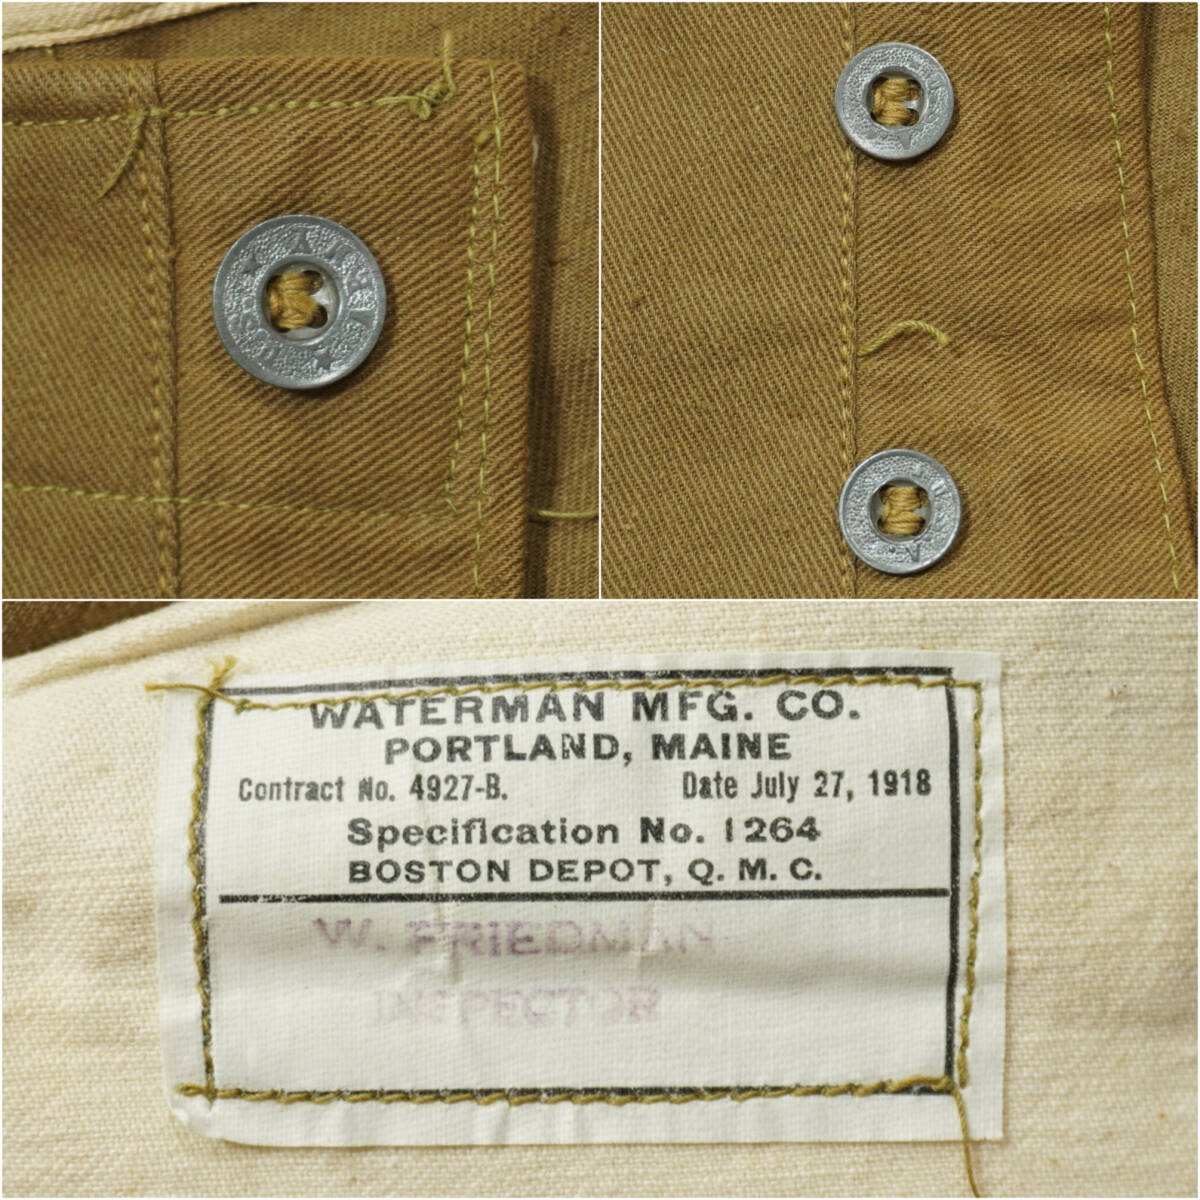 U.S. ARMY
U.S.
U.S.A.
WATERMAN MFG. CO.
PORTLAND, MAINE
Contract No. 4927-B. Date July 27, 1918
Specification No. 1264
BOSTON DEPOT, Q. M. C.
W. FRIEDMAN
INSPECTOR